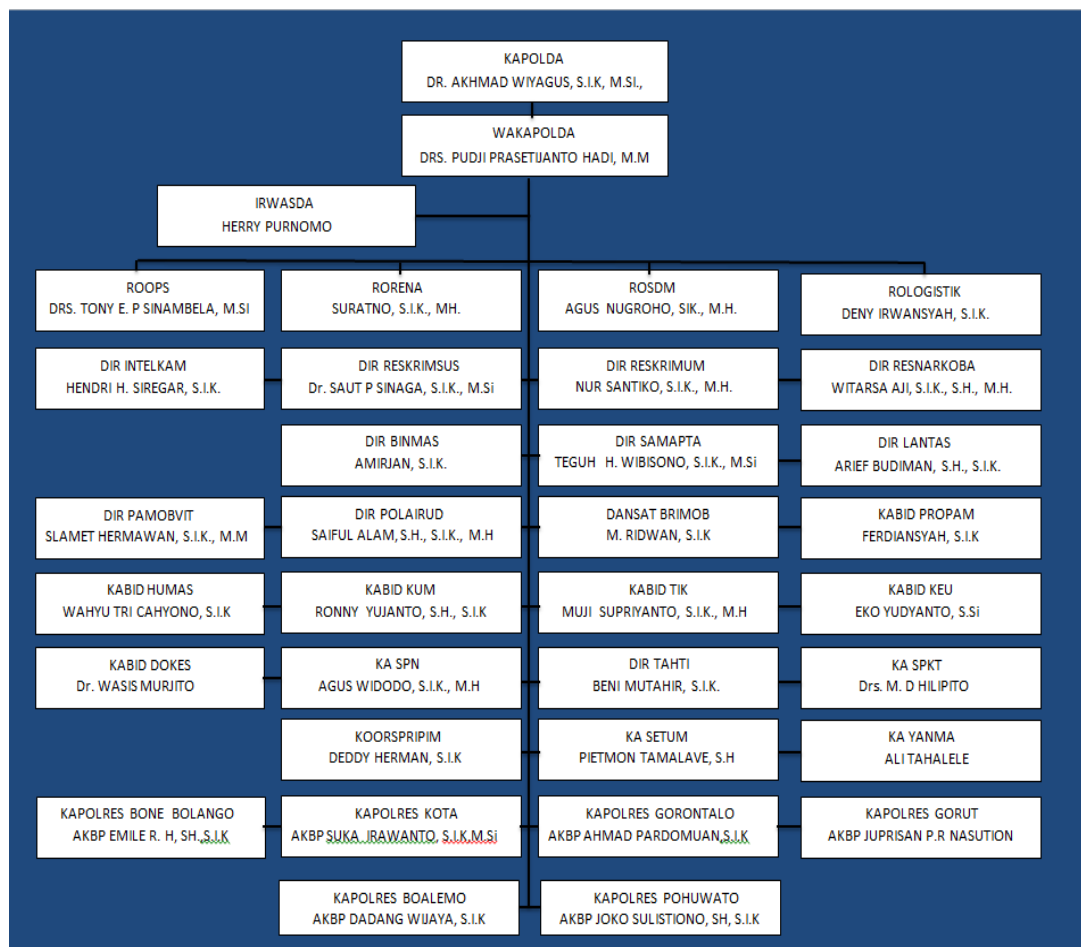 KAPOLDA
DR. AKHMAD WIYAGUS, S.I.K, M.SI.,
WAKAPOLDA
DRS. PUDJI PRASETIJANTO HADI, M.M
IRWASDA
HERRY PURNOMO
ROOPS
DRS. TONY E. P SINAMBELA, M.SI
RORENA
SURATNO, S.I.K., MH.
ROSDM
AGUS NUGROHO, SIK., M.H.
ROLOGISTIK
DENY IRWANSYAH, S.I.K.
DIR INTELKAM
HENDRI H. SIREGAR, S.I.K.
DIR RESKRIMSUS
Dr. SAUT P SINAGA, S.I.K., M.Si
DIR RESKRIMUM
NUR SANTIKO, S.I.K., M.H.
DIR RESNARKOBA
WITARSA AJI, S.I.K., S.H., M.H.
DIR BINMAS
AMIRJAN, S.I.K.
DIR SAMAPTA
TEGUH H. WIBISONO, S.I.K., M.Si
DIR LANTAS
ARIEF BUDIMAN, S.H., S.I.K.
DIR PAMOBVIT
SLAMET HERMAWAN, S.I.K., M.M
DIR POLAIRUD
SAIFUL ALAM, S.H., S.I.K., M.H
DANSAT BRIMOB
M. RIDWAN, S.I.K
KABID PROPAM
FERDIANSYAH, S.I.K
KABID HUMAS
WAHYU TRI CAHYONO, S.I.K
KABID KUM
RONNY YUJANTO, S.H., S.I.K
KABID TIK
MUJI SUPRIYANTO, S.I.K., M.H
KABID KEU
EKO YUDYANTO, S.Si
KABID DOKES
Dr. WASIS MURJITO
KA SPN
AGUS WIDODO, S.I.K., M.H
DIR TAHTI
BENI MUTAHIR, S.I.K.
KA SPKT
Drs. M. D HILIPITO
KOORSPRIPIM
DEDDY HERMAN, S.I.K
KA SETUM
PIETMON TAMALAVE, S.H
KA YANMA
ALI TAHALELE
KAPOLRES BONE BOLANGO
AKBP EMILE R. H, SH.,S.I.K
KAPOLRES KOTA
AKBP SUKA IRAWANTO, S.I.K,M.Si
KAPOLRES GORONTALO
AKBP AHMAD PARDOMUAN,S.I.K
KAPOLRES GORUT
AKBP JUPRISAN P.R NASUTION
KAPOLRES BOALEMO
AKBP DADANG WIJAYA, S.I.K
KAPOLRES POHUWATO
AKBP JOKO SULISTIONO, SH, S.I.K